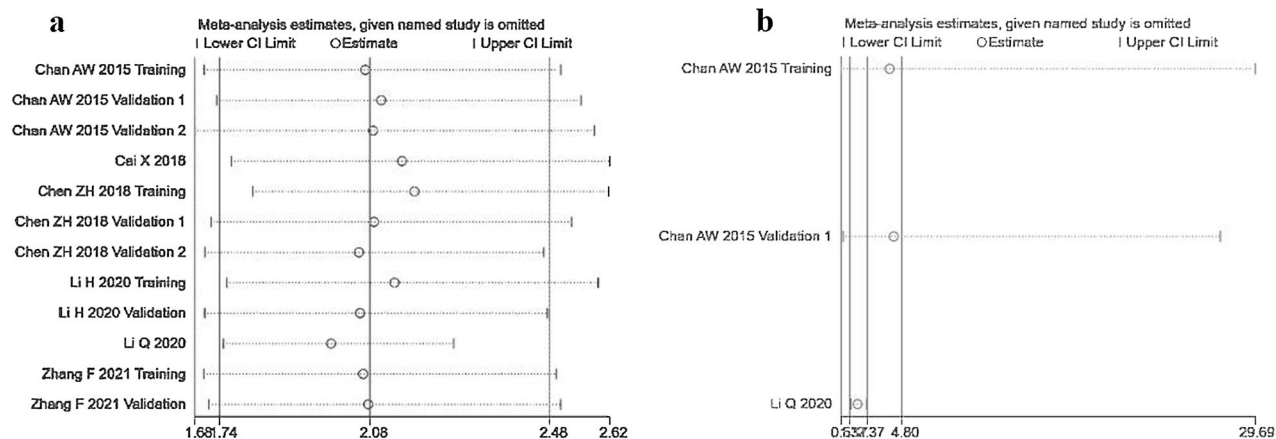 a
Meta-analysis estimates, given named study is omitted
| Lower CI Limit ○Estimate | Upper CI Limit
Chan AW 2015 Training
Chan AW 2015 Validation 1
Chan AW 2015 Validation 2
Cai X 2018
Chen ZH 2018 Training
Chen ZH 2018 Validation 1
Chen ZH 2018 Validation 2
Li H 2020 Training
Li H 2020 Validation
Li Q 2020
Zhang F 2021 Training
Zhang F 2021 Validation
1.74 2.08 2.48 2.62
b
Meta-analysis estimates, given named study is omitted
| Lower CI Limit ○Estimate | Upper CI Limit
Chan AW 2015 Training
Chan AW 2015 Validation 1
Li Q 2020
4.80 29.69